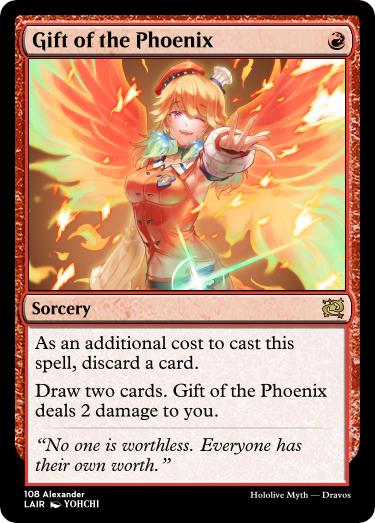 Gift of the Phoenix
Sorcery
As an additional cost to cast this
spell, discard a card.
Draw two cards. Gift of the Phoenix
deals 2 damage to you.
“No one is worthless. Everyone has
their own worth.”
108 Alexander
LAIR YOHCHI
Hololive Myth — Dravos